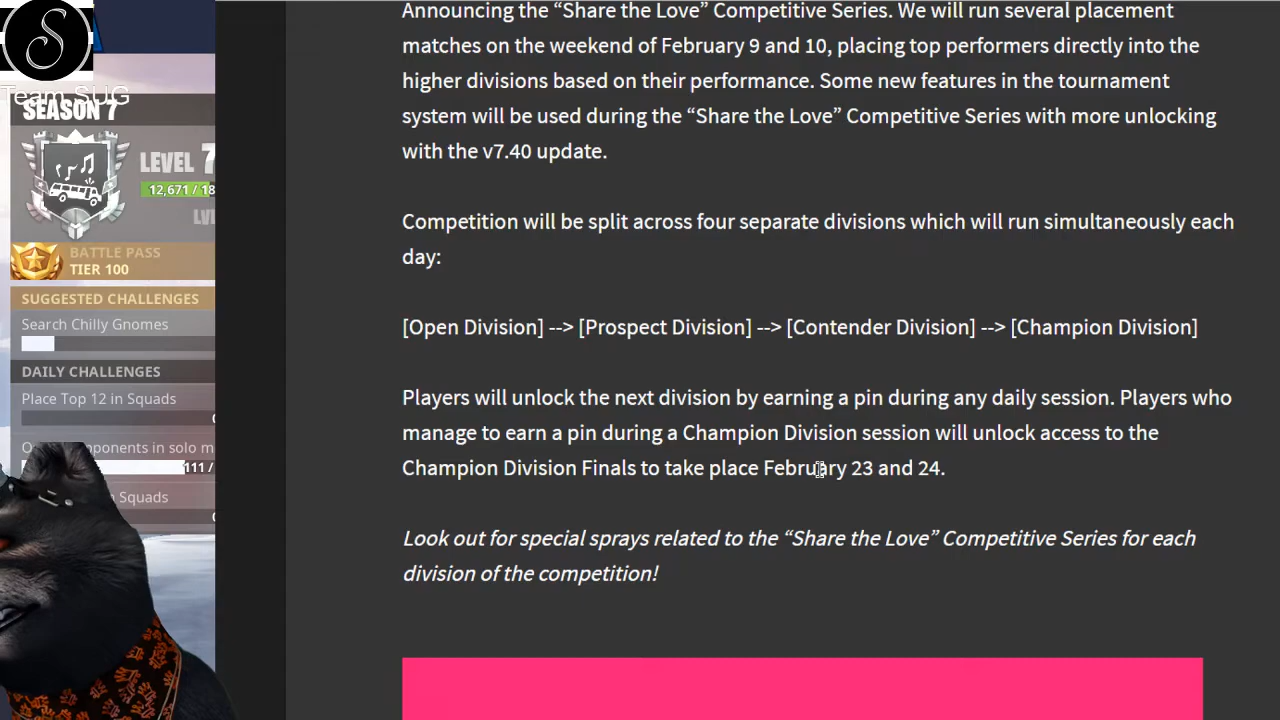 S
Team SUG
SEASON 7
LEVEL 7
12,671 / 18
BATTLE PASS
TIER 100
SUGGESTED CHALLENGES
Search Chilly Gnomes
DAILY CHALLENGES
Place Top 12 in Squads
ponents in solo m
111 /
Squads
Announcing the “Share the Love” Competitive Series. We will run several placement
matches on the weekend of February 9 and 10, placing top performers directly into the
higher divisions based on their performance. Some new features in the tournament
system will be used during the “Share the Love” Competitive Series with more unlocking
with the v7.40 update.
Competition will be split across four separate divisions which will run simultaneously each
day:
[Open Division] --> [Prospect Division] --> [Contender Division] --> [Champion Division]
Players will unlock the next division by earning a pin during any daily session. Players who
manage to earn a pin during a Champion Division session will unlock access to the
Champion Division Finals to take place February 23 and 24.
Look out for special sprays related to the “Share the Love” Competitive Series for each
division of the competition!